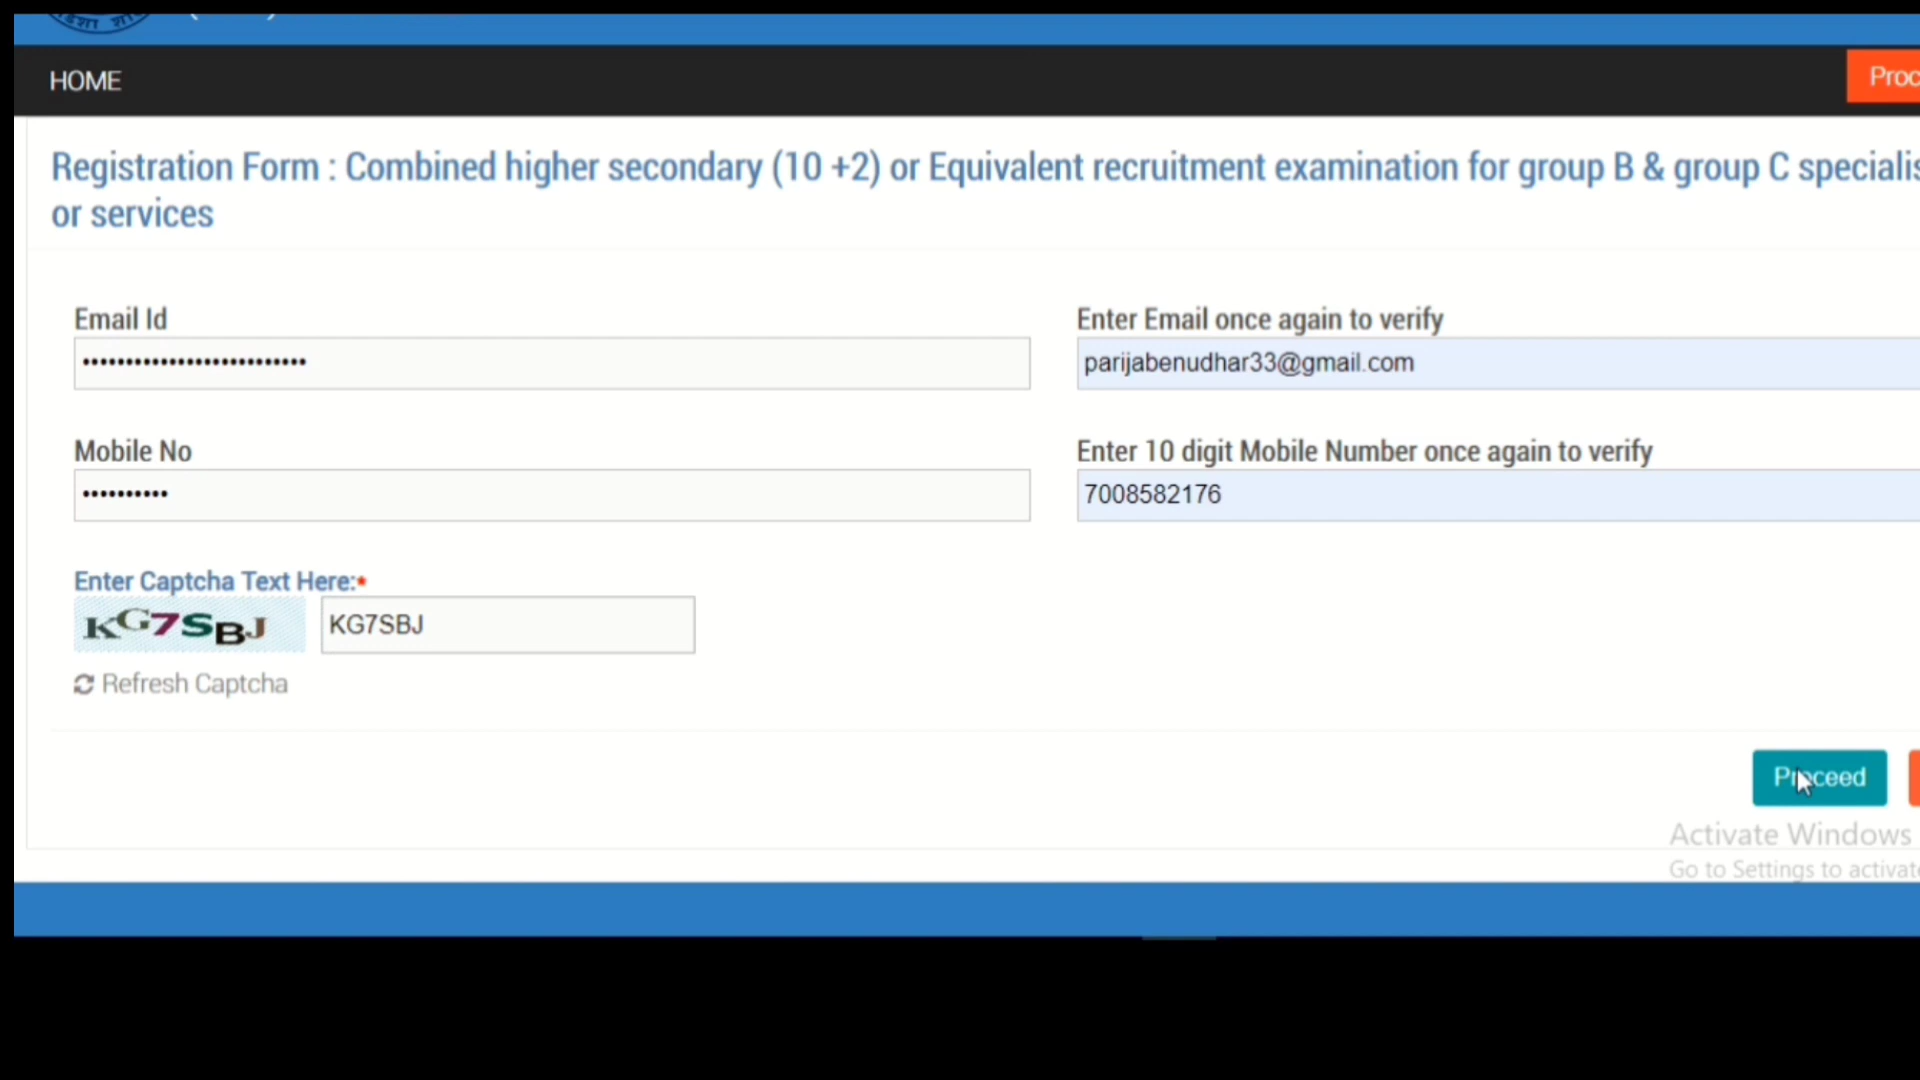 HOME
Registration Form : Combined higher secondary (10 +2) or Equivalent recruitment examination for group B & group C
or services
Email Id
Enter Email once again to verify
••••••••••••••••••••••••••
parijabenudhar33@gmail.com
Mobile No
Enter 10 digit Mobile Number once again to verify
••••••••••
7008582176
Enter Captcha Text Here:*
KG7SBJ
KG7SBJ
Refresh Captcha
Proceed
Activate Windows
Go to Settings to activate